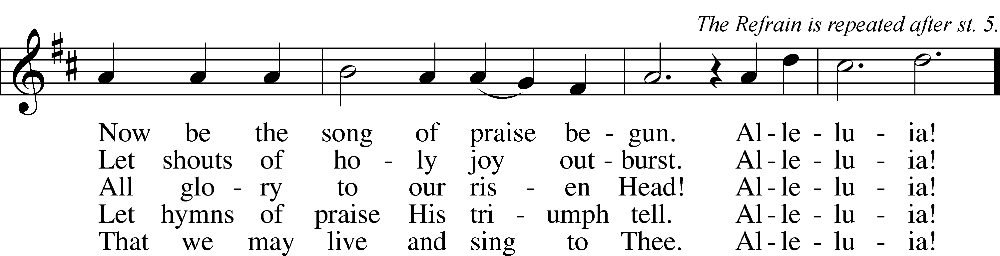 The Refrain is repeated after st. 5.
Now be the song of praise be - gun. Al - le - lu - ia!
Let shouts of ho - ly joy out - burst. Al - le - lu - ia!
All glo - ry to our ris - en Head! Al - le - lu - ia!
Let hymns of praise His tri - umph tell. Al - le - lu - ia!
That we may live and sing to Thee. Al - le - lu - ia!